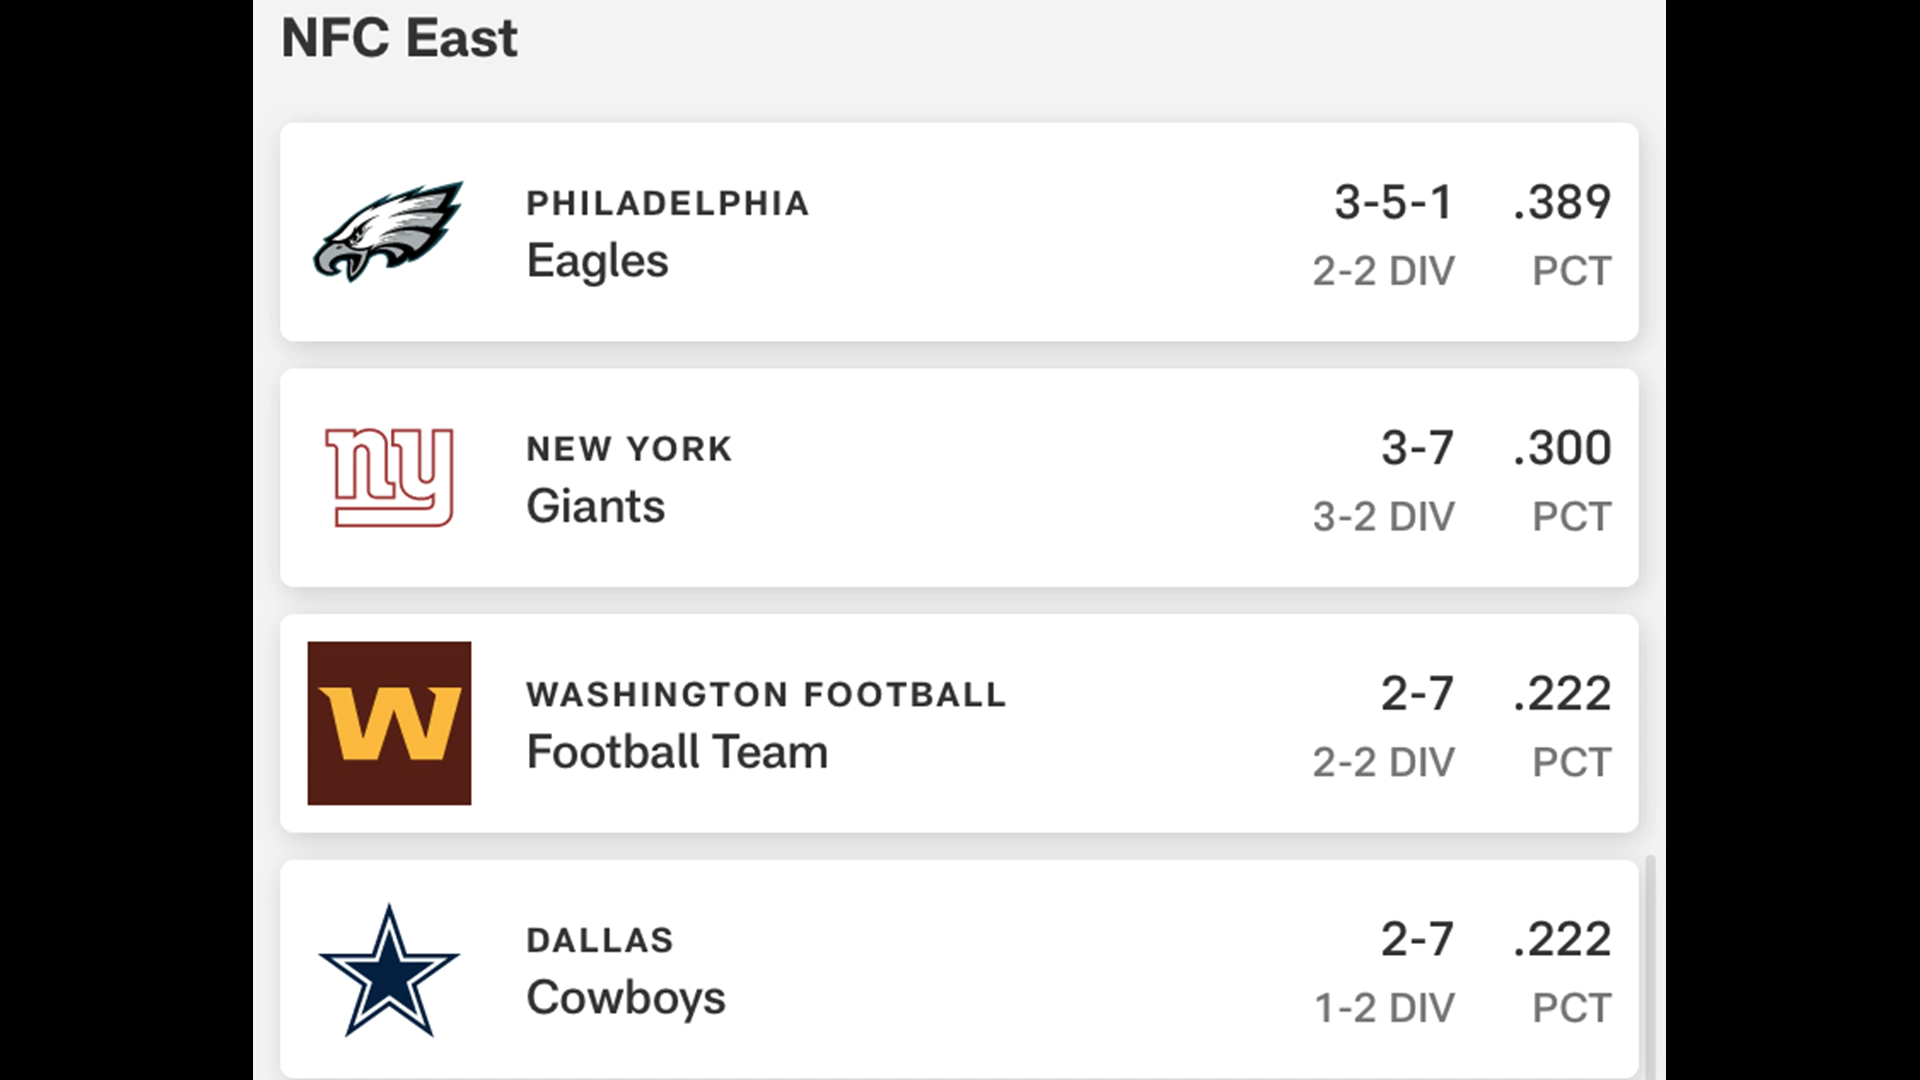 NFC East
PHILADELPHIA
Eagles
3-5-1 .389
2-2 DIV PCT
ny
NEW YORK
Giants
3-7 .300
3-2 DIV PCT
W
WASHINGTON FOOTBALL
Football Team
2-7 .222
2-2 DIV PCT
DALLAS
Cowboys
2-7 .222
1-2 DIV PCT